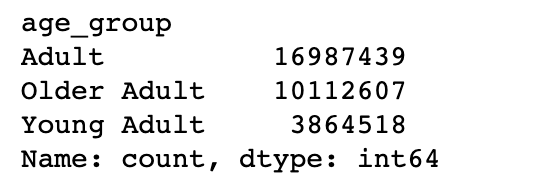 age_group
Adult          16987439
Older Adult    10112607
Young Adult     3864518
Name: count, dtype: int64